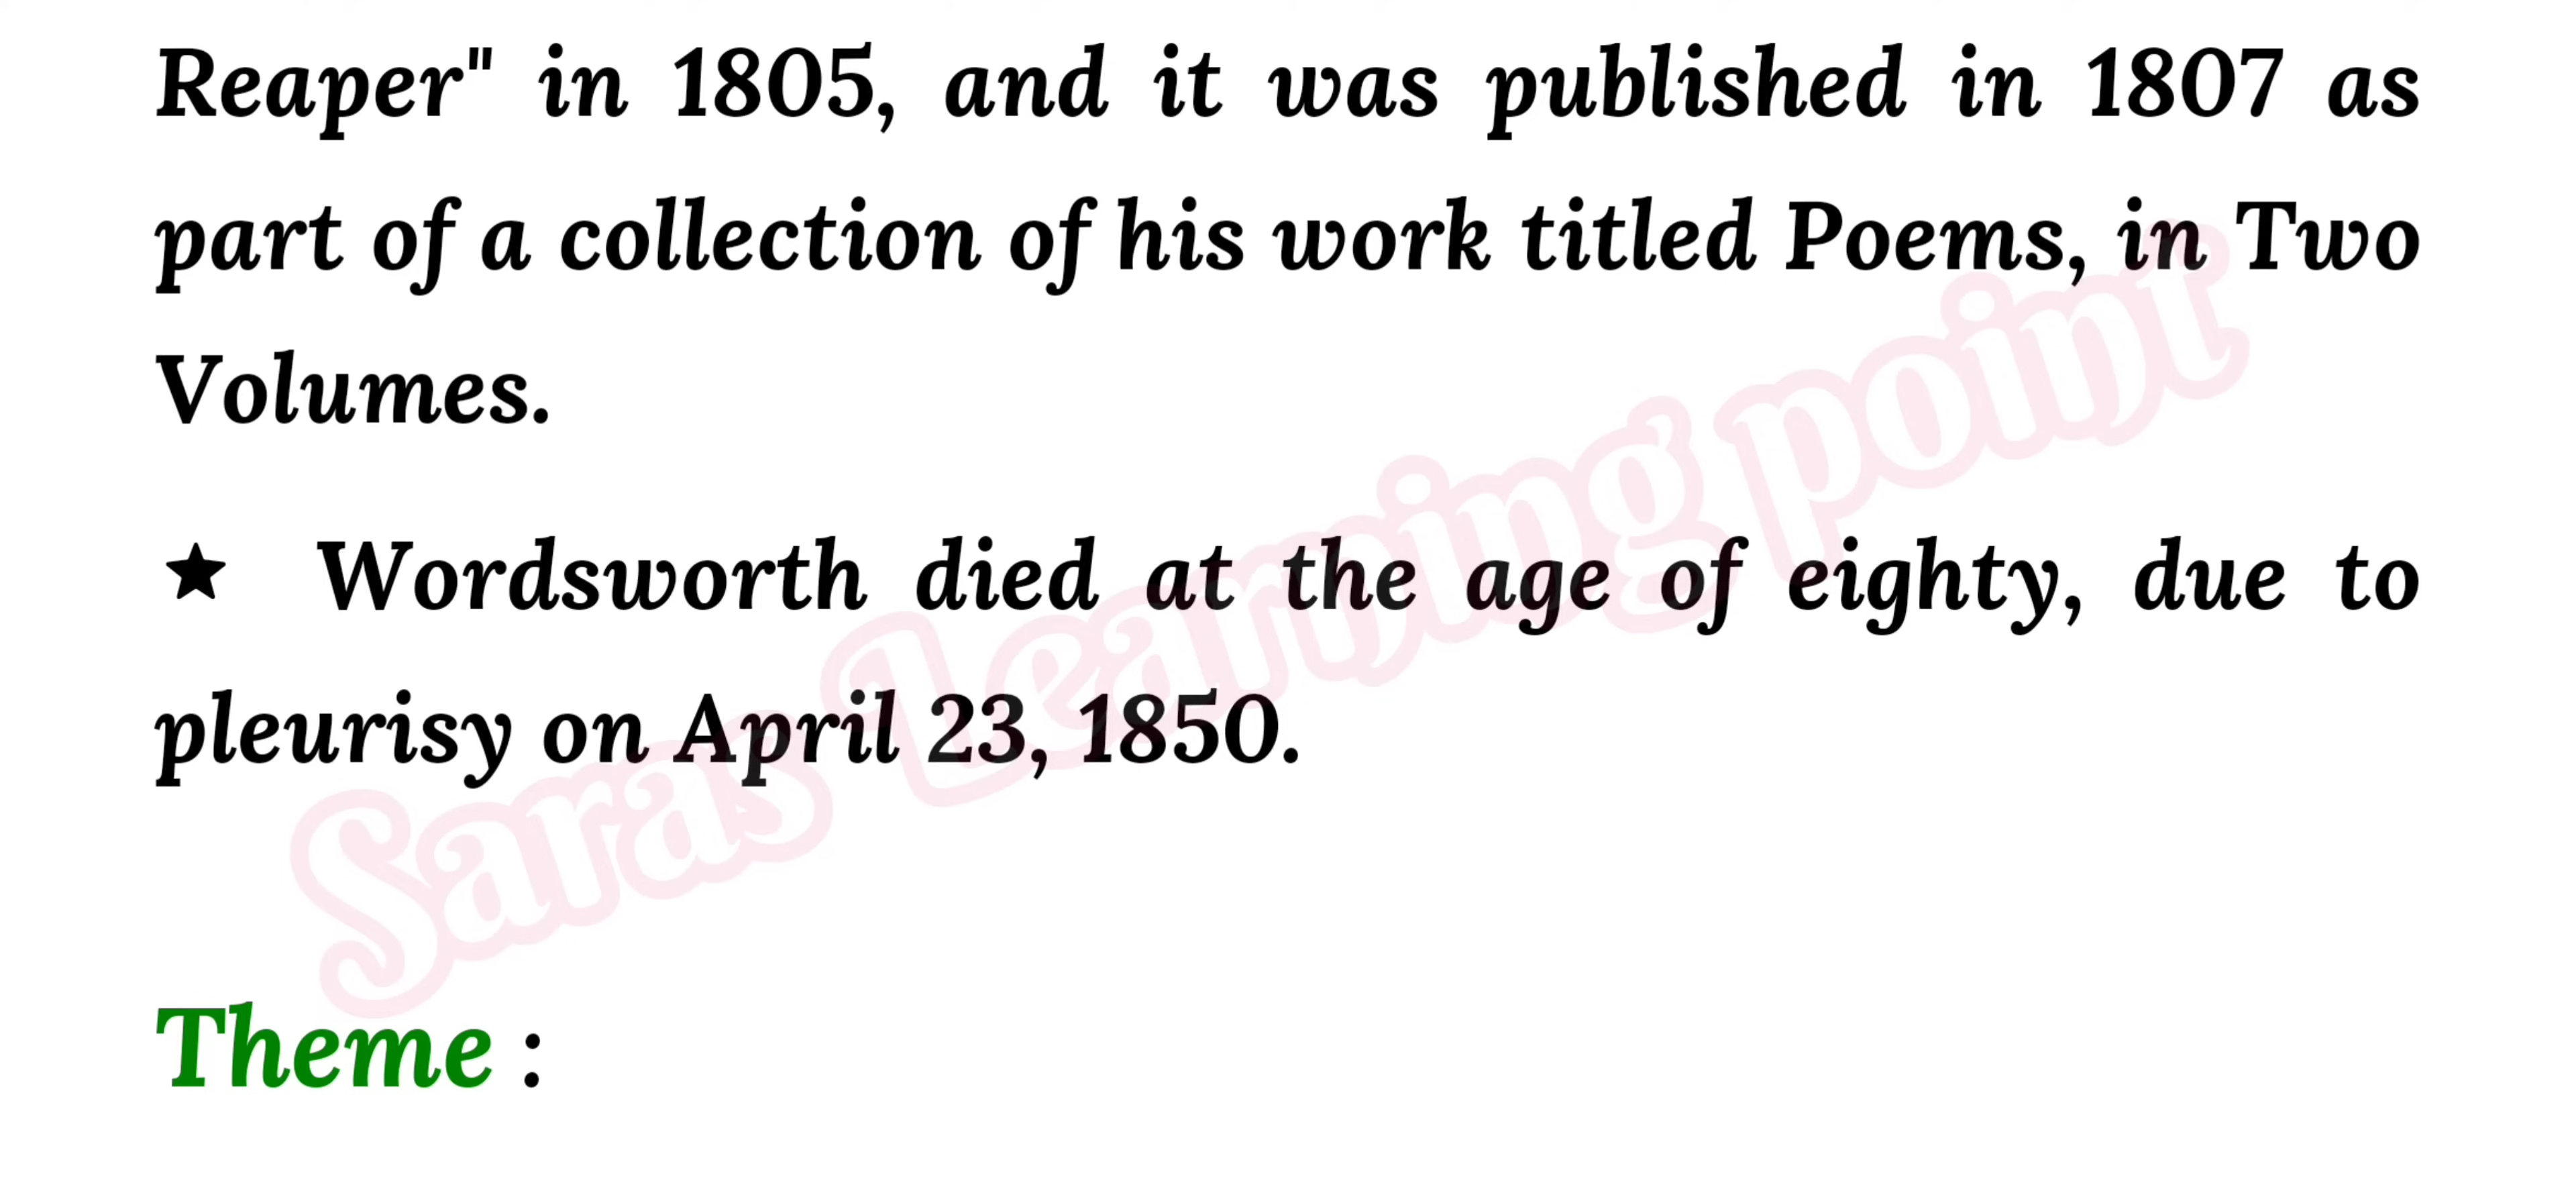 Reaper" in 1805, and it was published in 1807 as
part of a collection of his work titled Poems, in Two
Volumes.
★ Wordsworth died at the age of eighty, due to
pleurisy on April 23, 1850.
Saras Learning point
Theme :